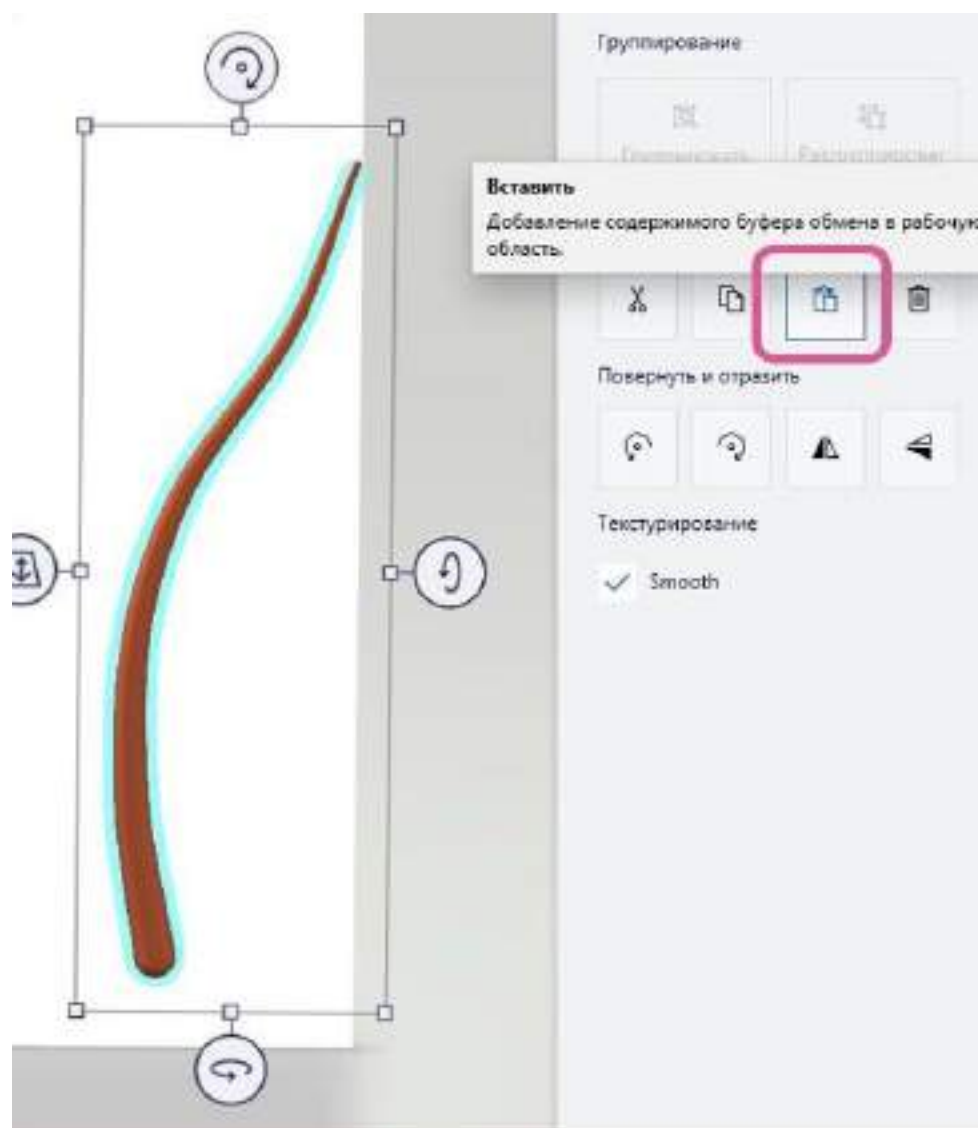 Группирование
Вставить
Добавление содержимого буфера обмена в рабочую
область.
Повернуть и отразить
Текстурирование
Smooth